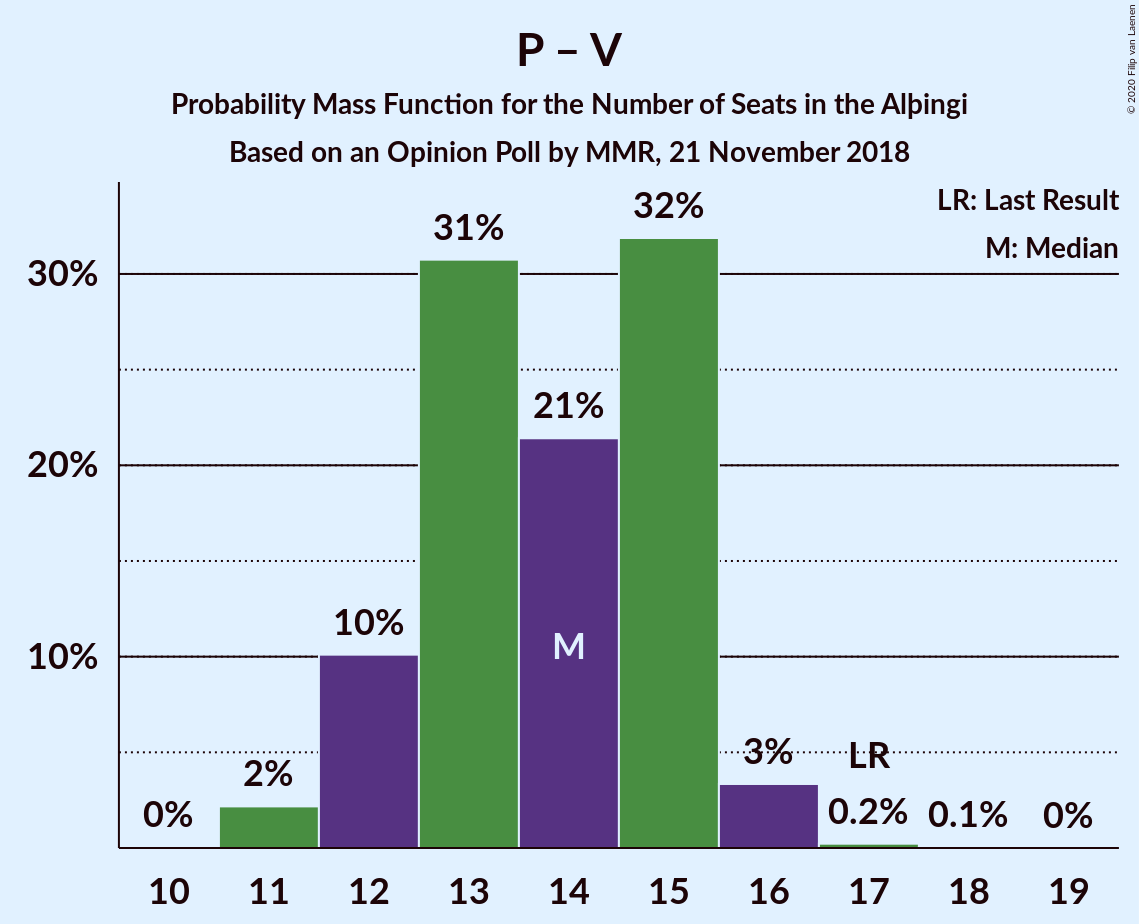 P – V
Probability Mass Function for the Number of Seats in the Alþingi
Based on an Opinion Poll by MMR, 21 November 2018
© 2020 Filip van Laenen
LR: Last Result
M: Median
30%
20%
10%
0%
2%
10%
31%
21%
32%
3%
0.2%
0.1%
0%
M
LR
10 11 12 13 14 15 16 17 18 19